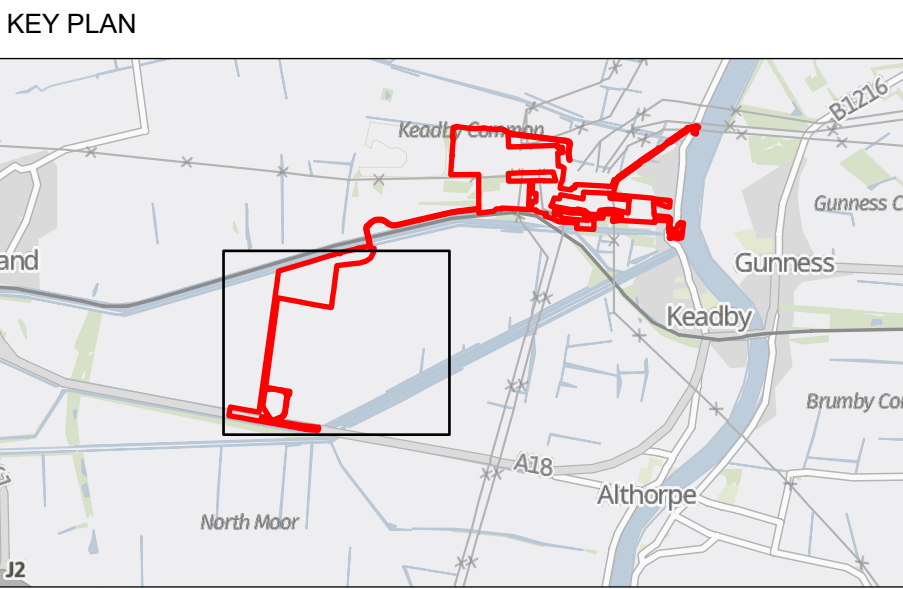 KEY PLAN
B1216
Keadby Common
Gunness C
and
Gunness
Keadby
Brumby Co
A18
Althorpe
North Moor
J2